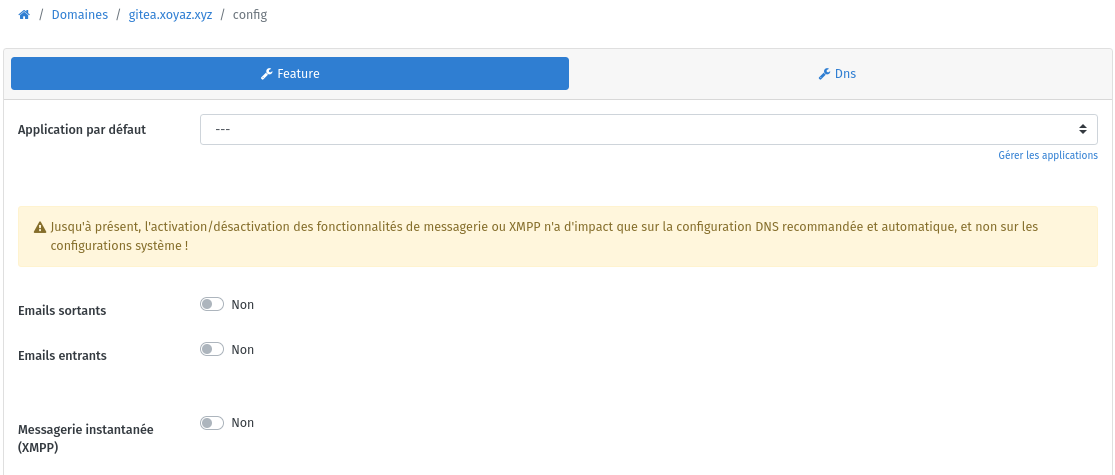 / Domaines / gitea.xoyaz.xyz / config
Feature
Dns
Application par défaut
---
Gérer les applications
Jusqu'à présent, l'activation/désactivation des fonctionnalités de messagerie ou XMPP n'a d'impact que sur la configuration DNS recommandée et automatique, et non sur les
configurations système !
Emails sortants
Non
Emails entrants
Non
Messagerie instantanée
(XMPP)
Non